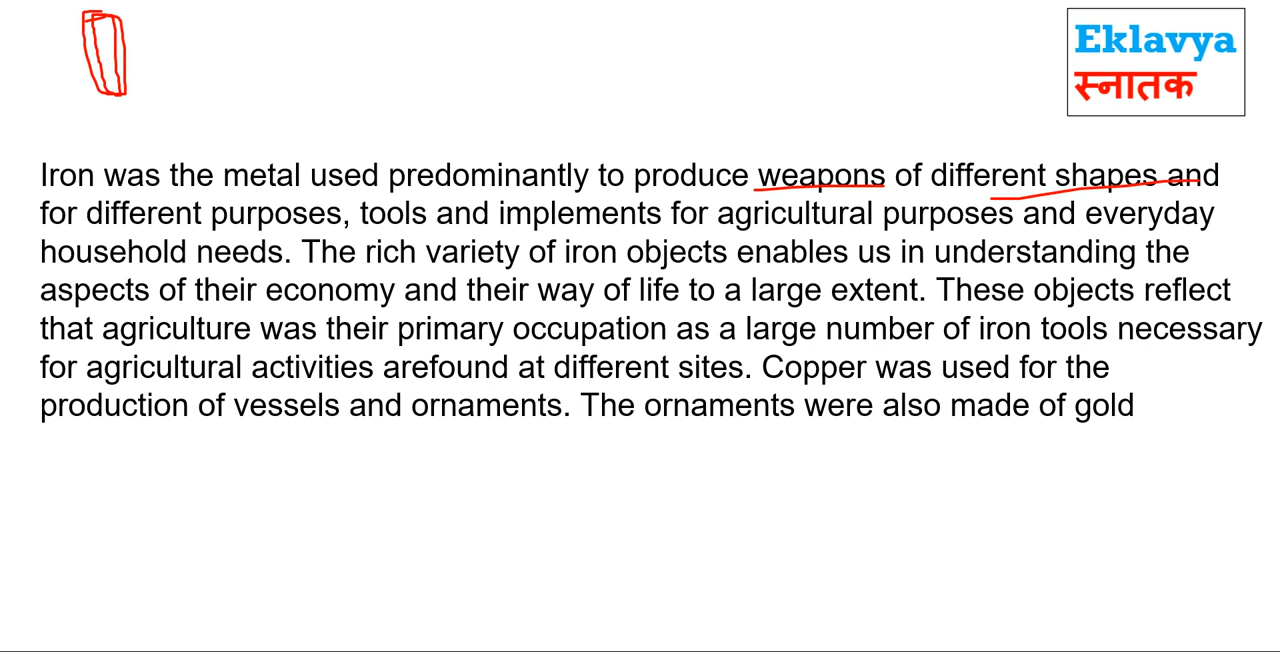 Eklavya
स्नातक
Iron was the metal used predominantly to produce weapons of different shapes and
for different purposes, tools and implements for agricultural purposes and everyday
household needs. The rich variety of iron objects enables us in understanding the
aspects of their economy and their way of life to a large extent. These objects reflect
that agriculture was their primary occupation as a large number of iron tools necessary
for agricultural activities arefound at different sites. Copper was used for the
production of vessels and ornaments. The ornaments were also made of gold